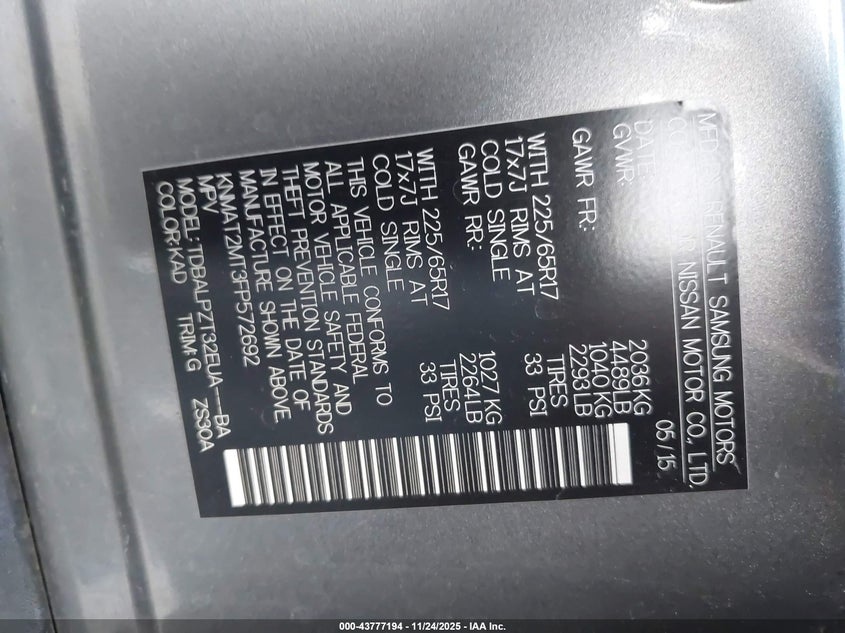 MFD RENAULT SAMSUNG MOTORS
NISSAN MOTOR CO., LTD.
DATE: 05/15
GVWR: 2036KG
4489LB
GAWR FR: 1040 KG
2293LB
WITH 225/65R17 TIRES
17x7J RIMS AT 33 PSI
COLD SINGLE
GAWR RR: 1027 KG
2264LB
WITH 225/65R17 TIRES
17x7J RIMS AT 33 PSI
COLD SINGLE
THIS VEHICLE CONFORMS TO
ALL APPLICABLE FEDERAL
MOTOR VEHICLE SAFETY AND
THEFT PREVENTION STANDARDS
IN EFFECT ON THE DATE OF
MANUFACTURE SHOWN ABOVE.
KNMAT2MT3FP572692
MPV
MODEL: TDBALPZT32EUA---BA
COLOR:KAD TRIM:G ZS30A
000-43777194 - 11/24/2025 - IAA Inc.